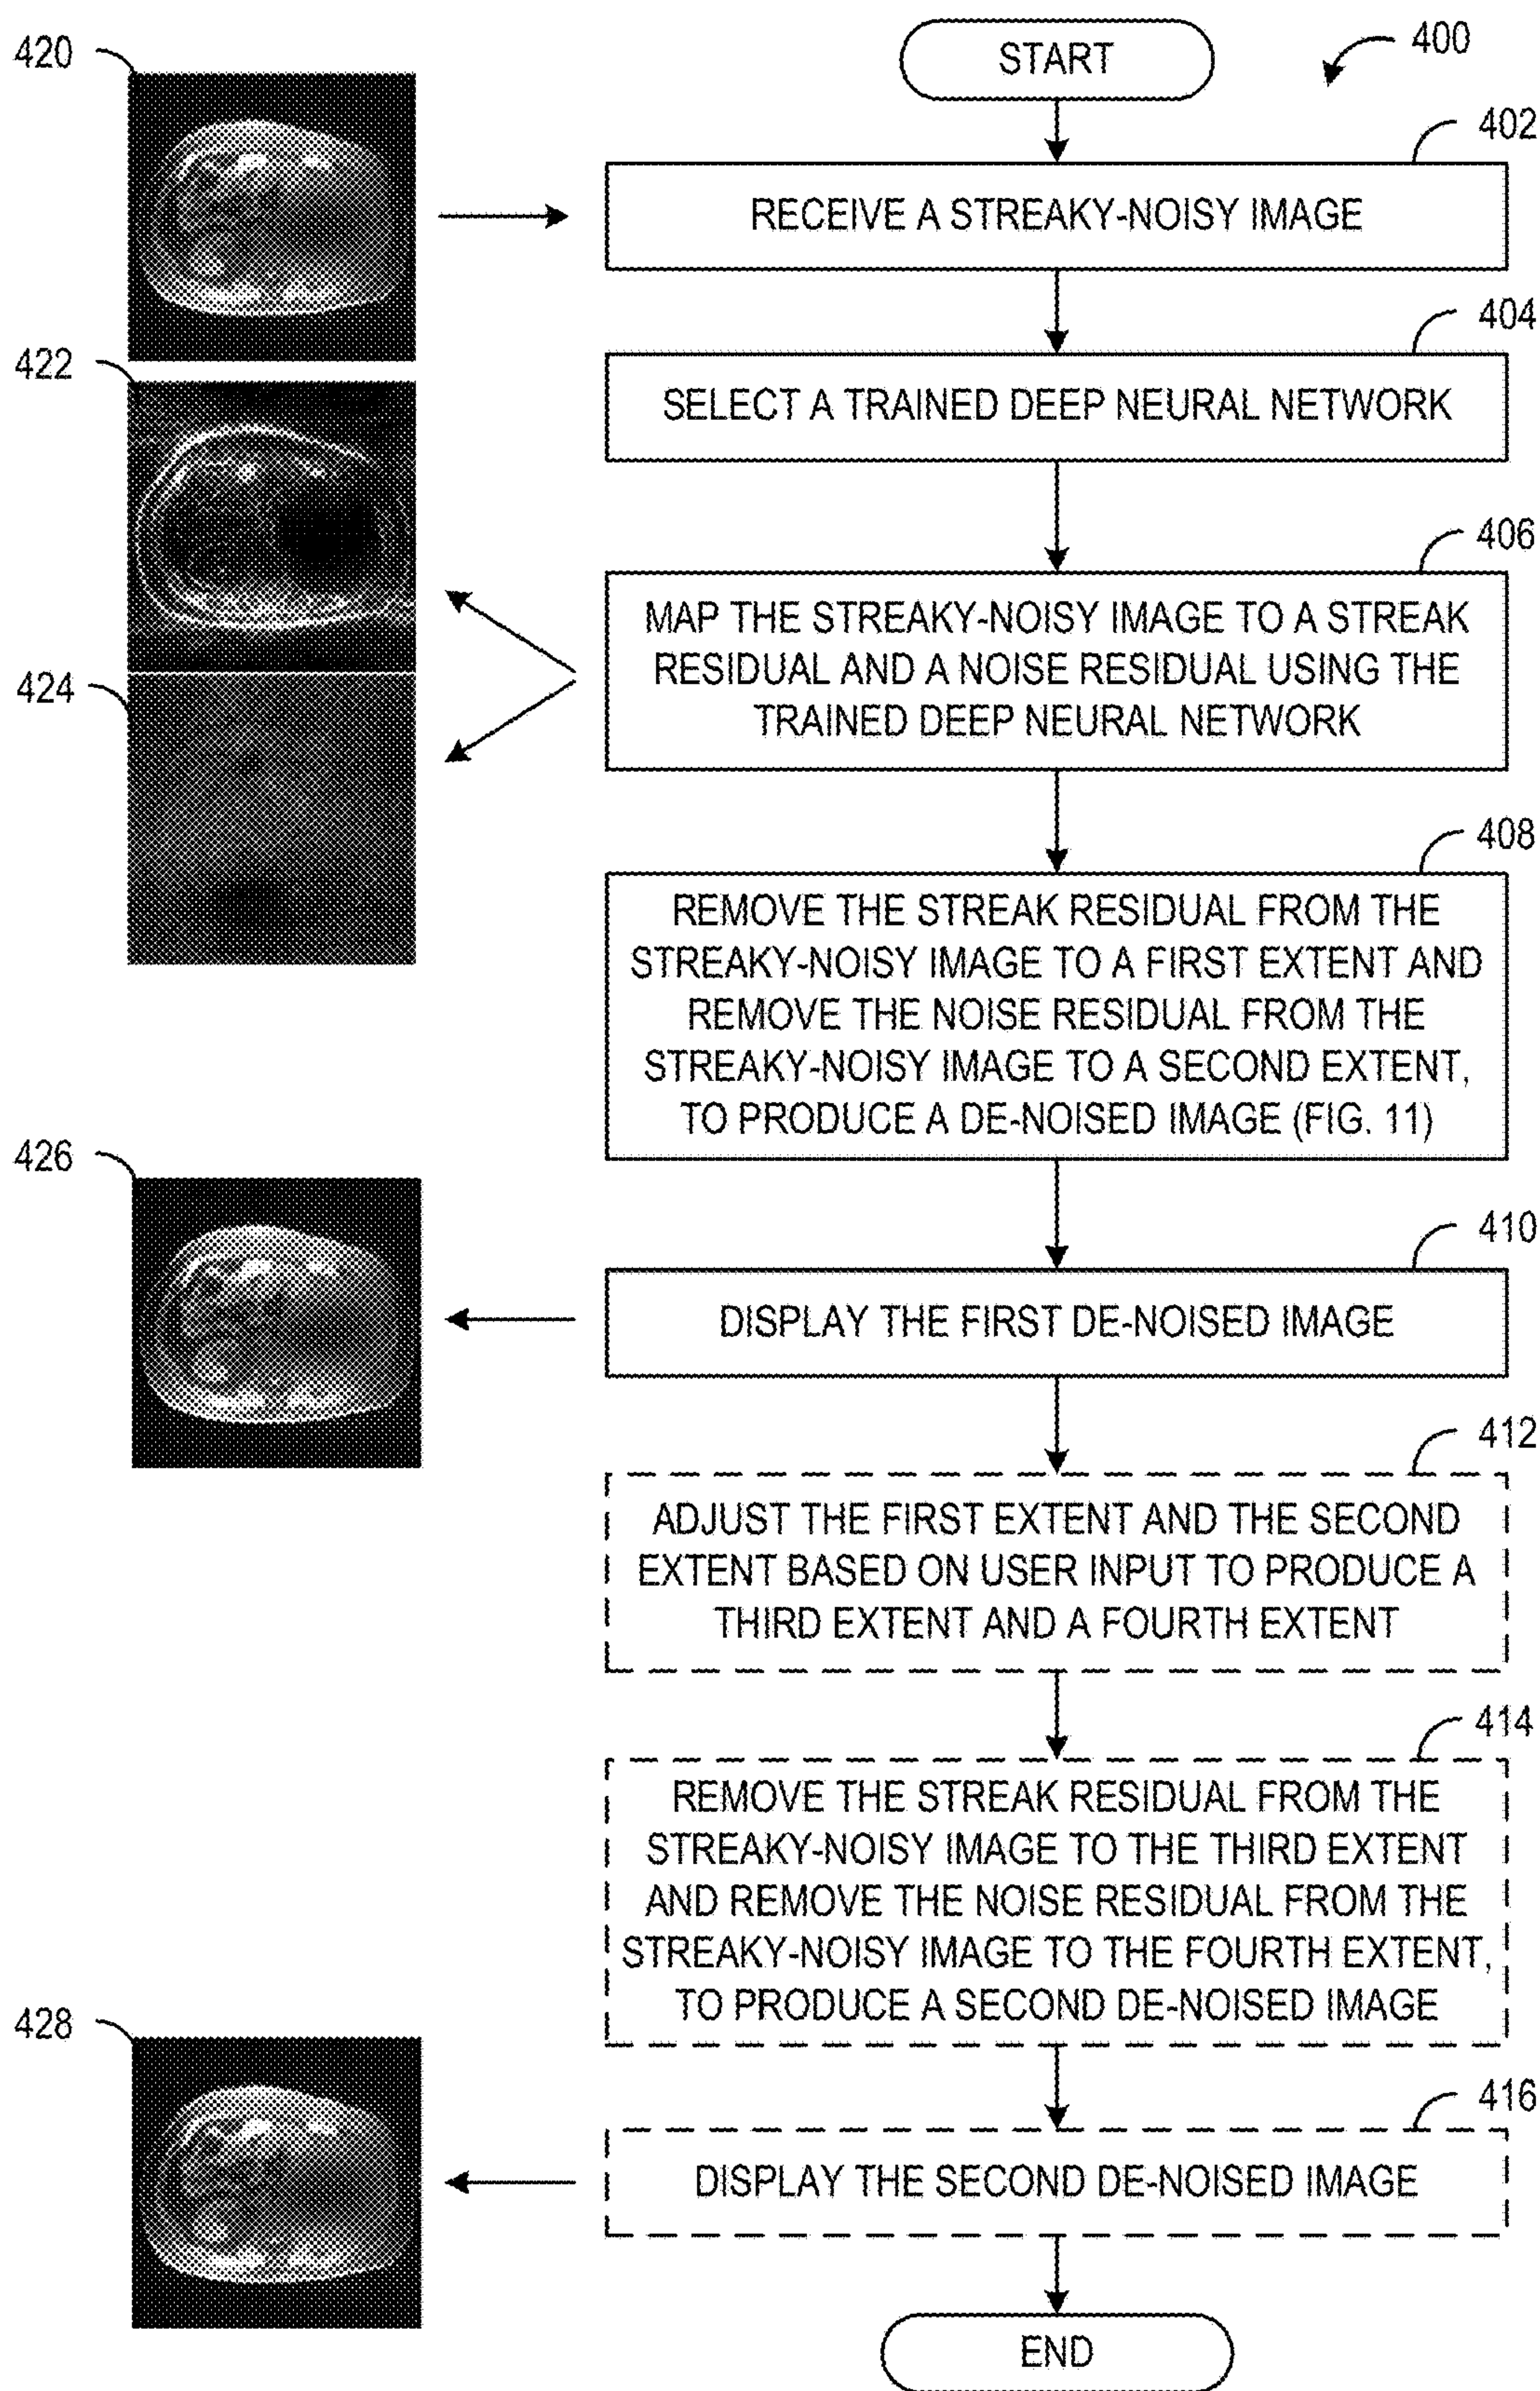 START
400
420
402
RECEIVE A STREAKY-NOISY IMAGE
404
422
SELECT A TRAINED DEEP NEURAL NETWORK
406
MAP THE STREAKY-NOISY IMAGE TO A STREAK
RESIDUAL AND A NOISE RESIDUAL USING THE
TRAINED DEEP NEURAL NETWORK
424
408
REMOVE THE STREAK RESIDUAL FROM THE
STREAKY-NOISY IMAGE TO A FIRST EXTENT AND
REMOVE THE NOISE RESIDUAL FROM THE
STREAKY-NOISY IMAGE TO A SECOND EXTENT,
TO PRODUCE A DE-NOISED IMAGE (FIG. 11)
426
410
DISPLAY THE FIRST DE-NOISED IMAGE
412
ADJUST THE FIRST EXTENT AND THE SECOND
EXTENT BASED ON USER INPUT TO PRODUCE A
THIRD EXTENT AND A FOURTH EXTENT
414
REMOVE THE STREAK RESIDUAL FROM THE
STREAKY-NOISY IMAGE TO THE THIRD EXTENT
AND REMOVE THE NOISE RESIDUAL FROM THE
STREAKY-NOISY IMAGE TO THE FOURTH EXTENT,
TO PRODUCE A SECOND DE-NOISED IMAGE
428
416
DISPLAY THE SECOND DE-NOISED IMAGE
END